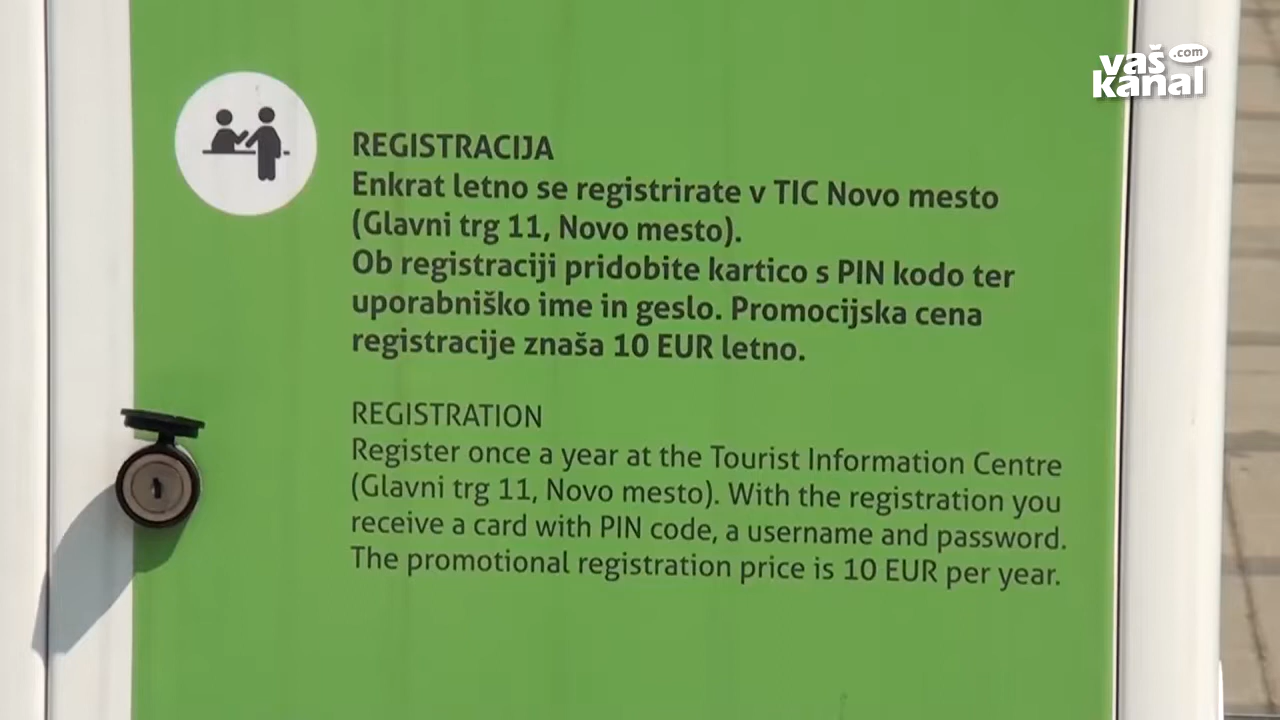 vaš .com
kanal
REGISTRACIJA
Enkrat letno se registrirate v TIC Novo mesto
(Glavni trg 11, Novo mesto).
Ob registraciji pridobite kartico s PIN kodo ter
uporabniško ime in geslo. Promocijska cena
registracije znaša 10 EUR letno.
REGISTRATION
Register once a year at the Tourist Information Centre
(Glavni trg 11, Novo mesto). With the registration you
receive a card with PIN code, a username and password.
The promotional registration price is 10 EUR per year.